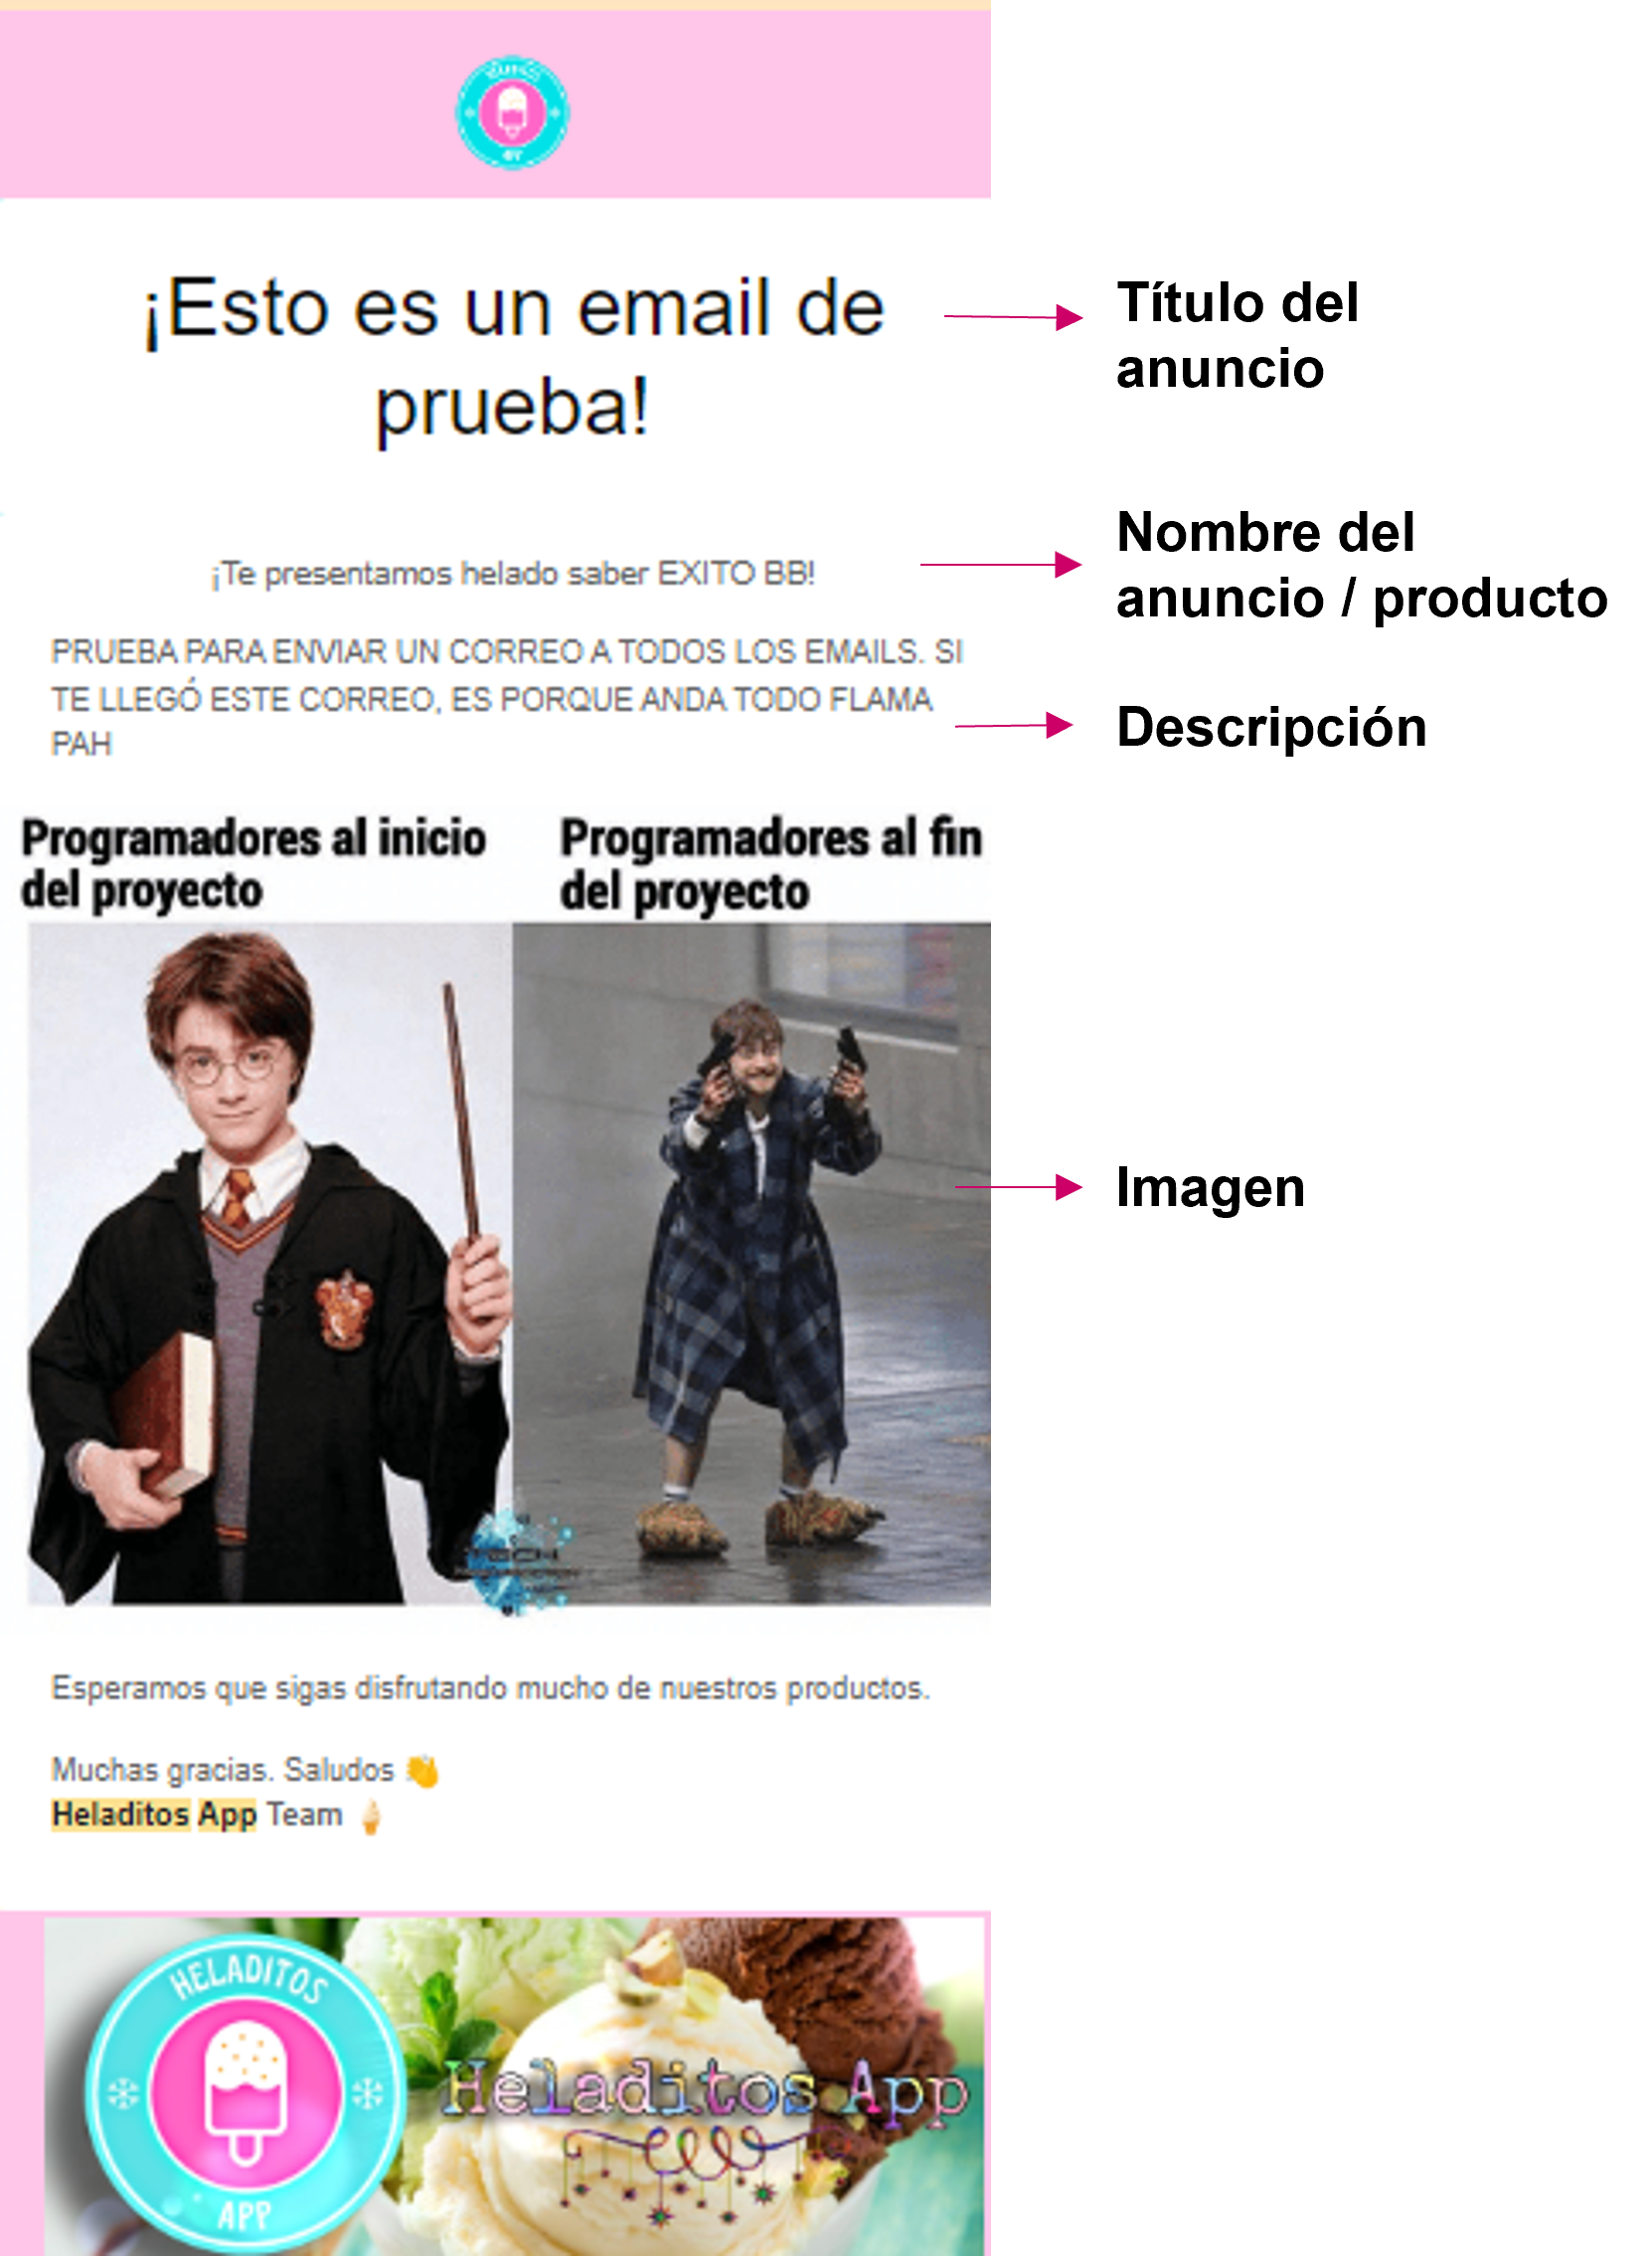 ¡Esto es un email de
prueba!
Título del
anuncio
¡Te presentamos helado saber EXITO BB!
Nombre del
anuncio / producto
PRUEBA PARA ENVIAR UN CORREO A TODOS LOS EMAILS. SI
TE LLEGÓ ESTE CORREO, ES PORQUE ANDA TODO FLAMA
PAH
Descripción
Programadores al inicio
del proyecto
Programadores al fin
del proyecto
Imagen
TECH
Esperamos que sigas disfrutando mucho de nuestros productos.
Muchas gracias. Saludos 👏
Heladitos App Team 🍦
HELADITOS
APP
Heladitos App